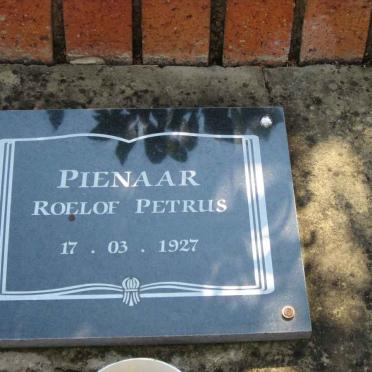 PIENAAR
ROELOF PETRUS
17 . 03 . 1927